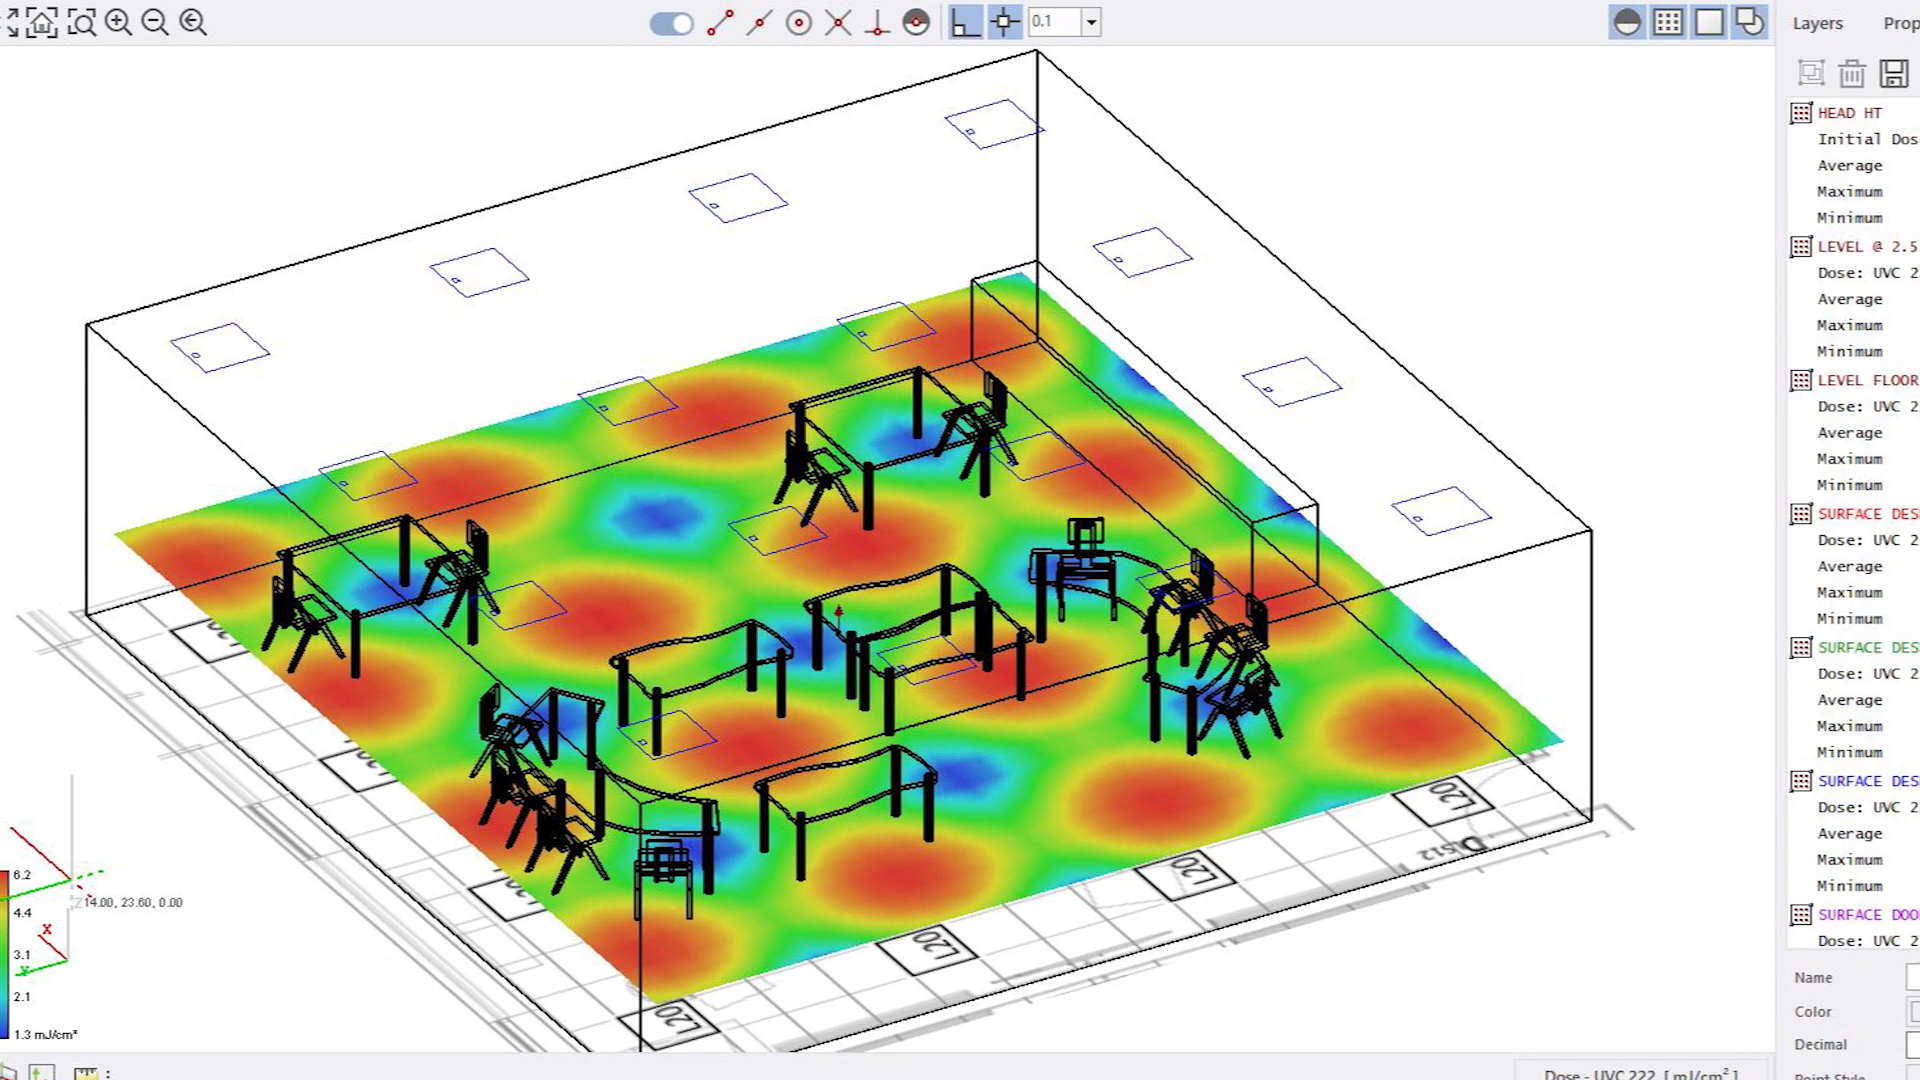 0.1
Layers
Prop
HEAD HT
Initial Dos
Average
Maximum
Minimum
LEVEL @ 2.5
Dose: UVC 2
Average
Maximum
Minimum
LEVEL FLOOR
Dose: UVC 2
Average
Maximum
Minimum
SURFACE DES
Dose: UVC 2
Average
Maximum
Minimum
SURFACE DES
Dose: UVC 2
Average
Maximum
Minimum
SURFACE DES
Dose: UVC 2
Average
Maximum
Minimum
SURFACE DOO
Dose: UVC 2
Name
Color
Decimal
Point Style
6.2
4.4
3.1
2.1
1.3 mJ/cm²
Z
14.00, 23.60, 0.00
X
Y
L20
L20
L20
L20
Dose - UVC 222, [ mJ/cm² ]